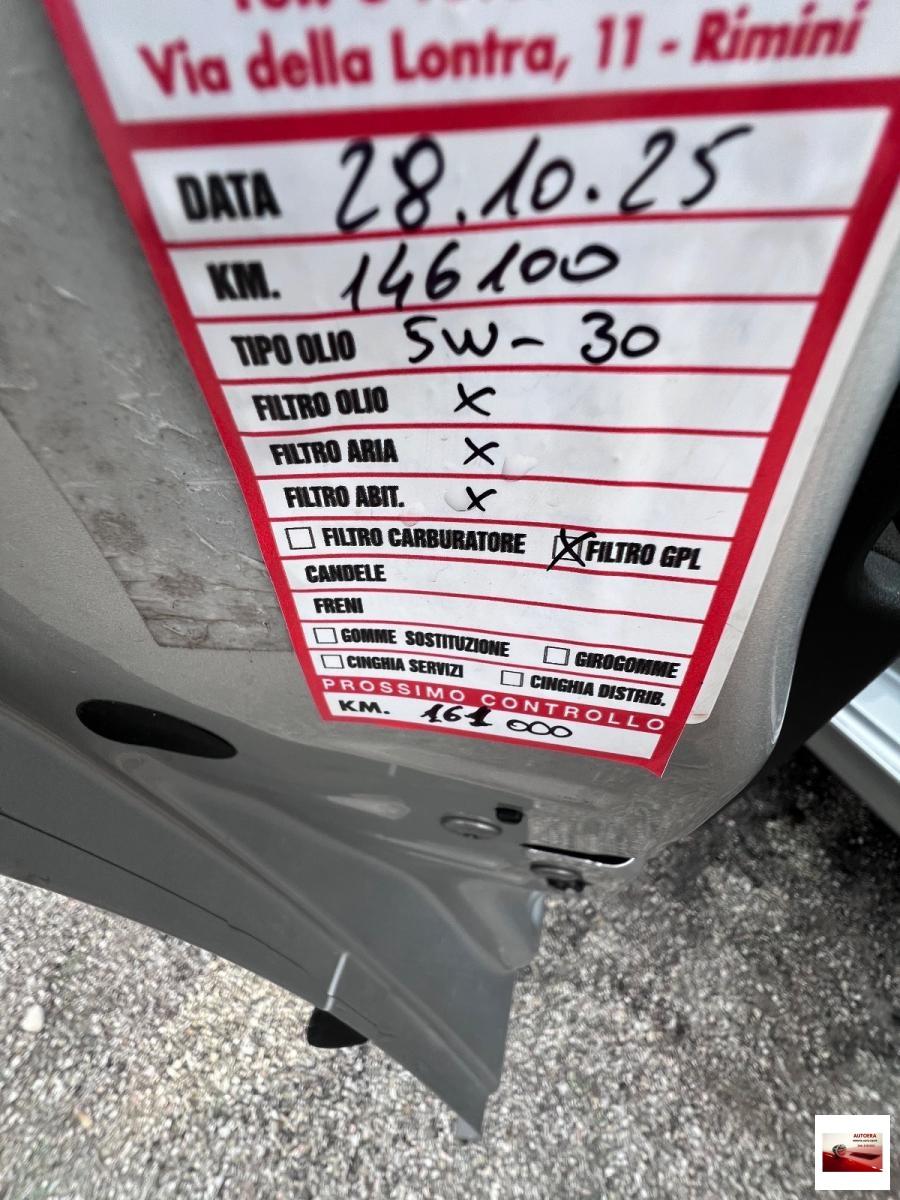 Via della Lontra, 11 - Rimini
DATA 28.10.25
KM. 146100
TIPO OLIO 5W-30
FILTRO OLIO X
FILTRO ARIA X
FILTRO ABIT. X
FILTRO CARBURATORE X FILTRO GPL
CANDELE
FRENI
GOMME SOSTITUZIONE GIROGOMME
CINGHIA SERVIZI CINGHIA DISTRIB.
PROSSIMO CONTROLLO
KM. 161000
AUTOERA